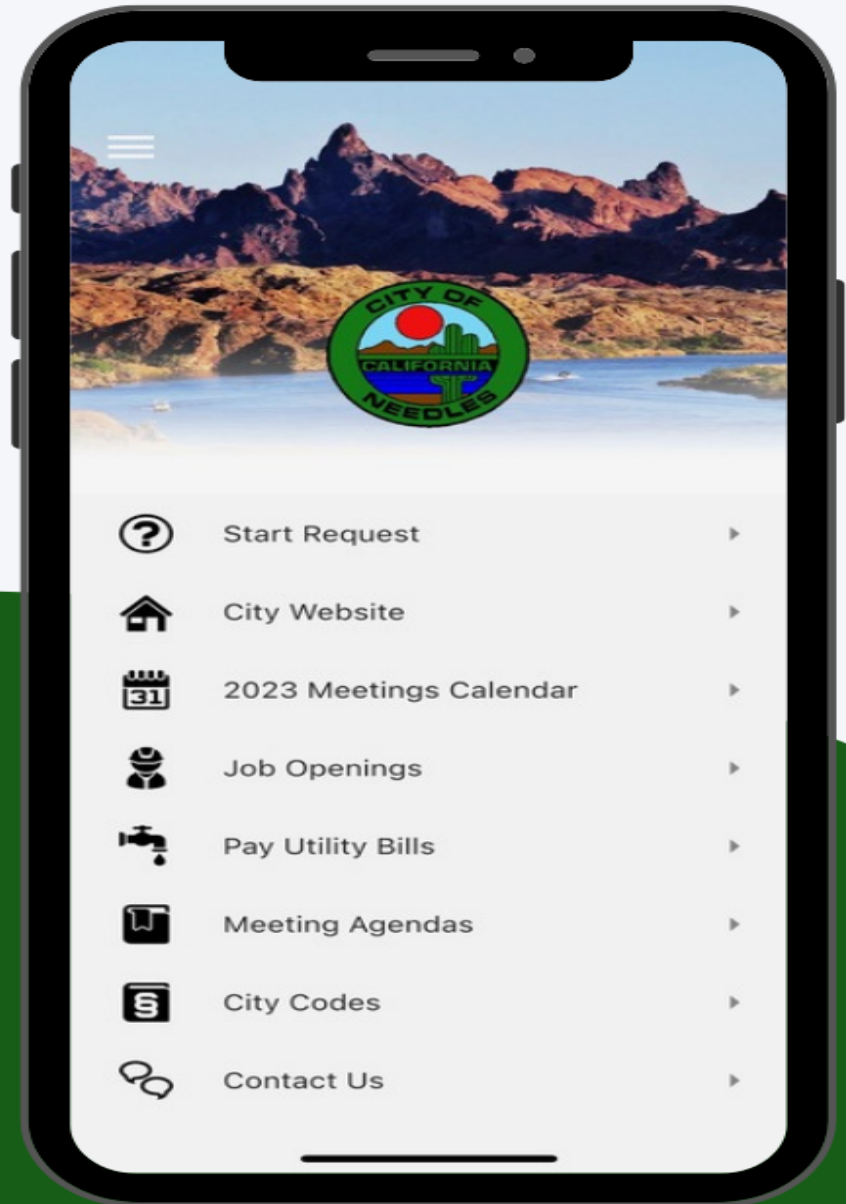 CITY OF
CALIFORNIA
NEEDLES
Start Request
City Website
31
2023 Meetings Calendar
Job Openings
Pay Utility Bills
Meeting Agendas
§
City Codes
Contact Us